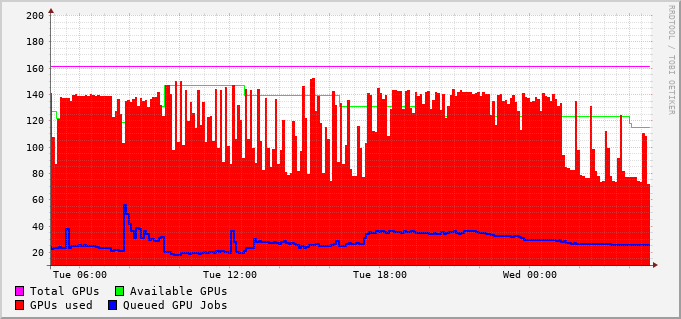 200
180
160
140
120
100
80
60
40
20
Tue 06:00 Tue 12:00 Tue 18:00 Wed 00:00
Total GPUs Available GPUs
GPUs used Queued GPU Jobs
RRDTOOL / TOBI OETIKER